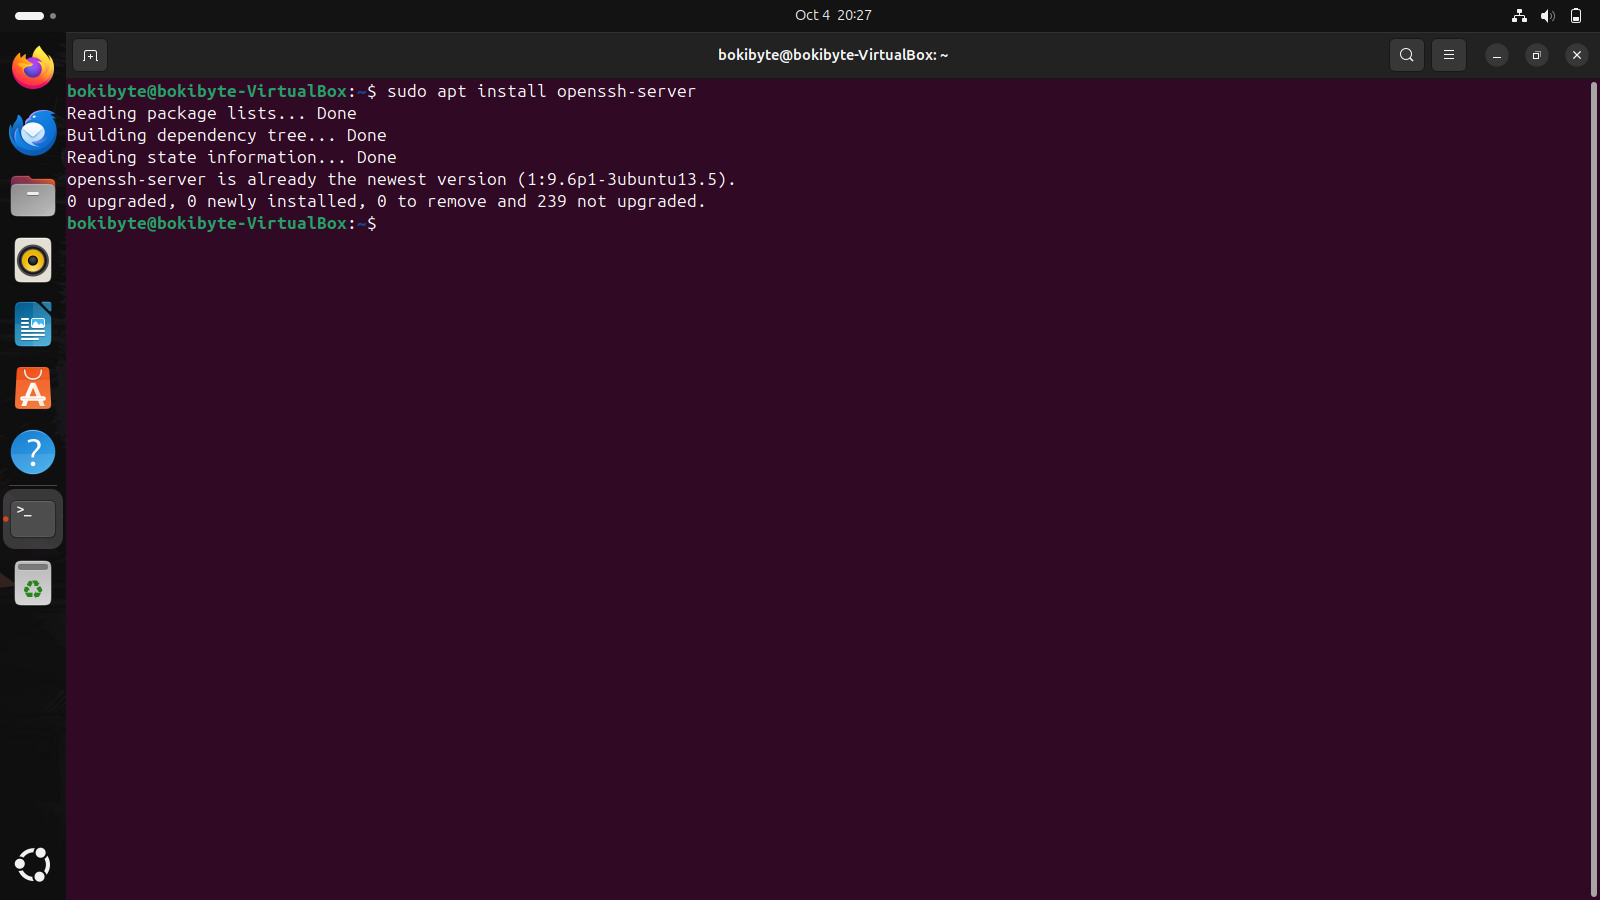 Oct 4 20:27
bokibyte@bokibyte-VirtualBox: ~
bokibyte@bokibyte-VirtualBox:~$ sudo apt install openssh-server
Reading package lists... Done
Building dependency tree... Done
Reading state information... Done
openssh-server is already the newest version (1:9.6p1-3ubuntu13.5).
0 upgraded, 0 newly installed, 0 to remove and 239 not upgraded.
bokibyte@bokibyte-VirtualBox:~$